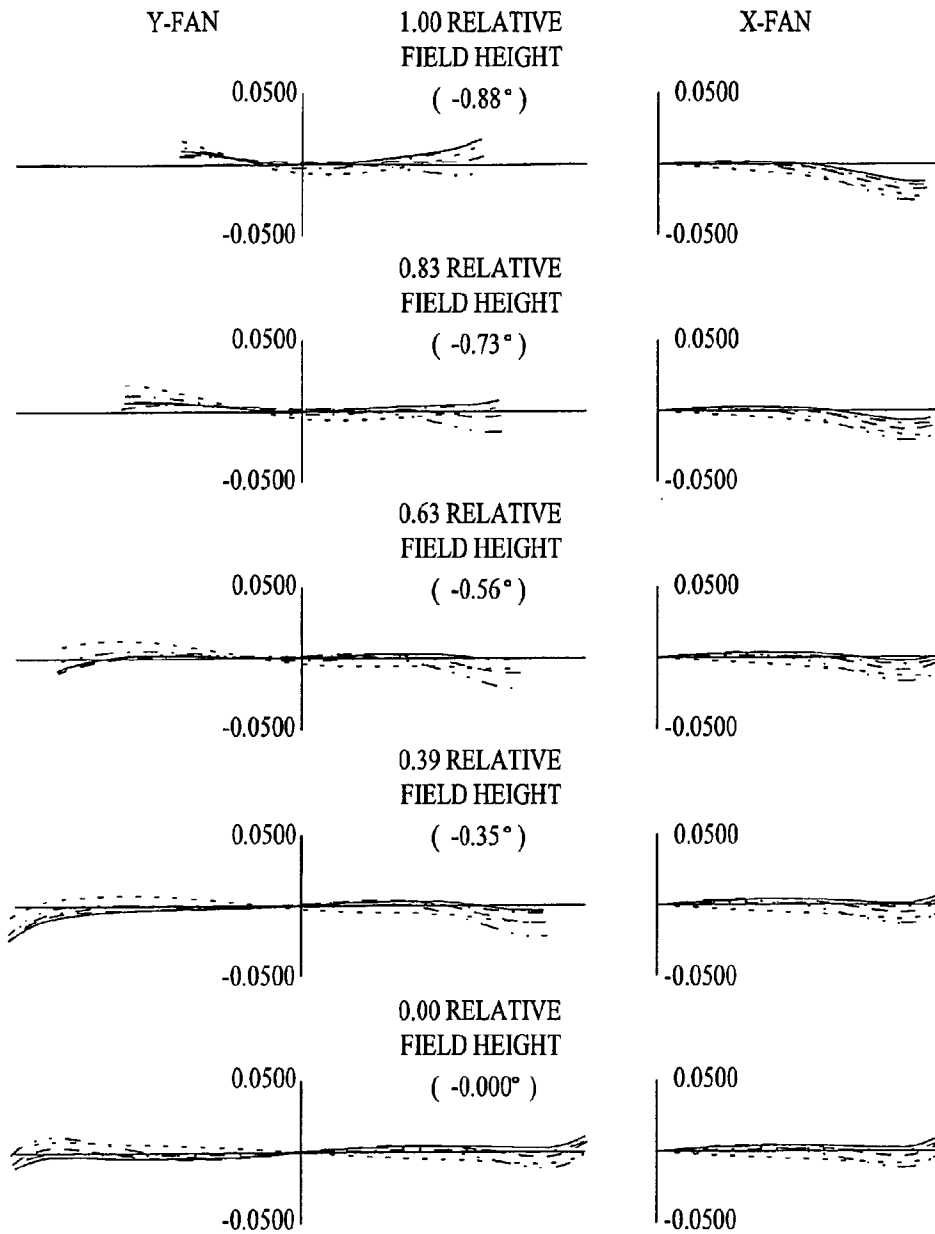 Y-FAN 1.00 RELATIVE X-FAN
FIELD HEIGHT
( -0.88° )
0.0500 0.0500
-0.0500 -0.0500
0.83 RELATIVE
FIELD HEIGHT
( -0.73° )
0.0500 0.0500
-0.0500 -0.0500
0.63 RELATIVE
FIELD HEIGHT
( -0.56° )
0.0500 0.0500
-0.0500 -0.0500
0.39 RELATIVE
FIELD HEIGHT
( -0.35° )
0.0500 0.0500
-0.0500 -0.0500
0.00 RELATIVE
FIELD HEIGHT
( -0.000° )
0.0500 0.0500
-0.0500 -0.0500